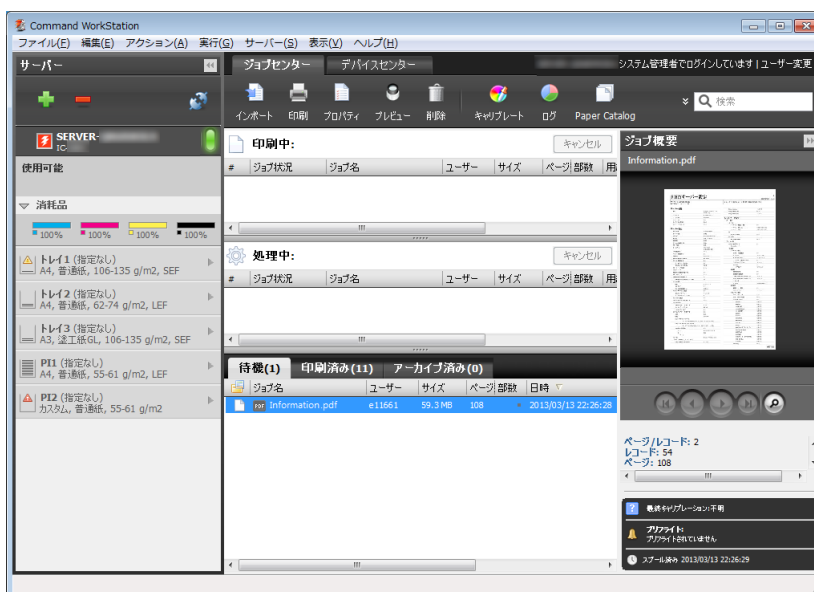 Command WorkStation
ファイル(F) 編集(E) アクション(A) 実行(G) サーバー(S) 表示(V) ヘルプ(H)
サーバー
ジョブセンター デバイスセンター
システム管理者でログインしています | ユーザー変更
インポート 印刷 プロパティ プレビュー 削除 キャリブレート ログ Paper Catalog
検索
SERVER-
IC-
使用可能
消耗品
100% 100% 100% 100%
トレイ1 (指定なし)
A4, 普通紙, 106-135 g/m2, SEF
トレイ2 (指定なし)
A4, 普通紙, 62-74 g/m2, LEF
トレイ3 (指定なし)
A3, 塗工紙GL, 106-135 g/m2, SEF
PI1 (指定なし)
A4, 普通紙, 55-61 g/m2, LEF
PI2 (指定なし)
カスタム, 普通紙, 55-61 g/m2
印刷中: キャンセル
# ジョブ状況 ジョブ名 ユーザー サイズ ページ 部数 用
処理中: キャンセル
# ジョブ状況 ジョブ名 ユーザー サイズ ページ 部数 用
待機(1) 印刷済み(11) アーカイブ済み(0)
ジョブ名 ユーザー サイズ ページ 部数 日時
PDF Information.pdf e11661 59.3 MB 108 2013/03/13 22:26:28
ジョブ概要
Information.pdf
ページ/レコード: 2
レコード: 54
ページ: 108
最終キャリブレーション:不明
プリフライト:
プリフライトされていません
スプール済み 2013/03/13 22:26:29